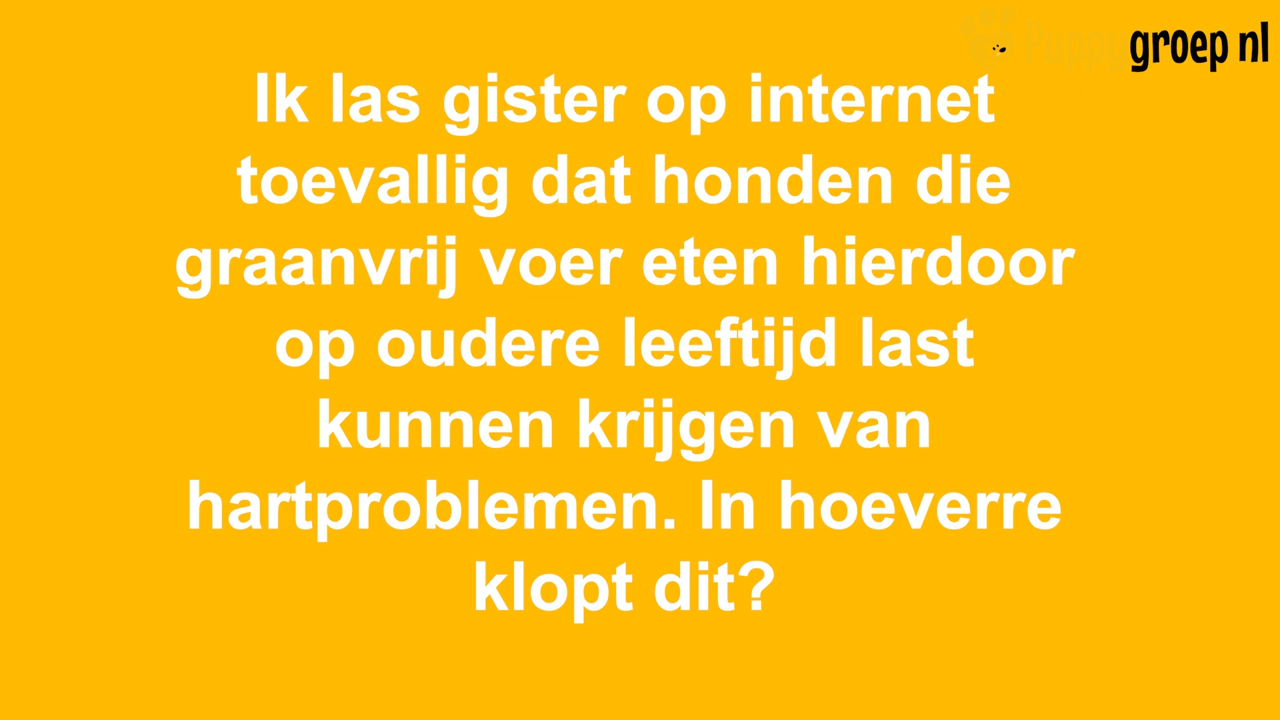 Puppygroep nl
Ik las gister op internet
toevallig dat honden die
graanvrij voer eten hierdoor
op oudere leeftijd last
kunnen krijgen van
hartproblemen. In hoeverre
klopt dit?